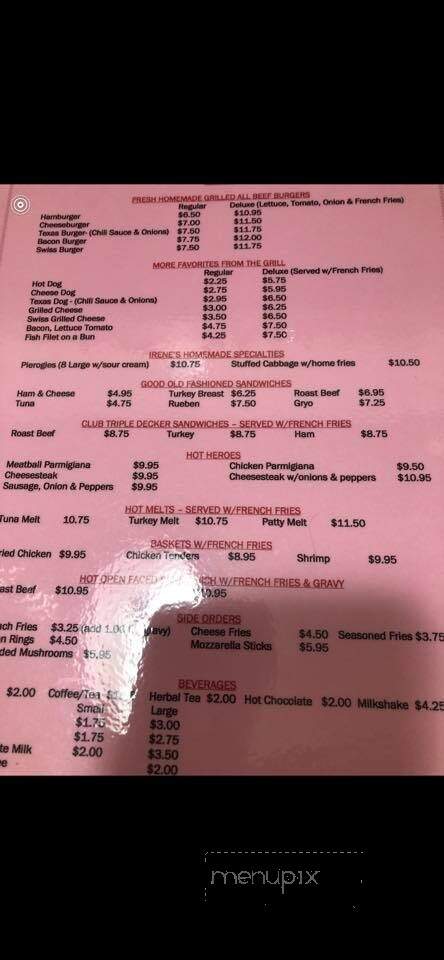 FRESH HOMEMADE GRILLED ALL BEEF BURGERS
Regular Deluxe (Lettuce, Tomato, Onion & French Fries)
Hamburger $6.50 $10.95
Cheeseburger $7.00 $11.50
Texas Burger- (Chili Sauce & Onions) $7.50 $11.75
Bacon Burger $7.75 $12.00
Swiss Burger $7.50 $11.75
MORE FAVORITES FROM THE GRILL
Regular Deluxe (Served w/French Fries)
Hot Dog $2.25 $5.75
Cheese Dog $2.75 $5.95
Texas Dog - (Chili Sauce & Onions) $2.95 $6.50
Grilled Cheese $3.00 $6.25
Swiss Grilled Cheese $3.50 $6.50
Bacon, Lettuce Tomato $4.75 $7.50
Fish Filet on a Bun $4.25 $7.50
IRENE'S HOMEMADE SPECIALTIES
Pierogies (8 Large w/sour cream) $10.75 Stuffed Cabbage w/home fries $10.50
GOOD OLD FASHIONED SANDWICHES
Ham & Cheese $4.95 Turkey Breast $6.25 Roast Beef $6.95
Tuna $4.75 Rueben $7.50 Gryo $7.25
CLUB TRIPLE DECKER SANDWICHES - SERVED W/FRENCH FRIES
Roast Beef $8.75 Turkey $8.75 Ham $8.75
HOT HEROES
Meatball Parmigiana $9.95 Chicken Parmigiana $9.50
Cheesesteak $9.95 Cheesesteak w/onions & peppers $10.95
Sausage, Onion & Peppers $9.95
HOT MELTS - SERVED W/FRENCH FRIES
Tuna Melt 10.75 Turkey Melt $10.75 Patty Melt $11.50
BASKETS W/FRENCH FRIES
ried Chicken $9.95 Chicken Tenders $8.95 Shrimp $9.95
HOT OPEN FACED W/FRENCH FRIES & GRAVY
ast Beef $10.95
SIDE ORDERS
nch Fries $3.25 (add Cheese Fries $4.50 Seasoned Fries $3.75
n Rings $4.50 Mozzarella Sticks $5.95
ded Mushrooms $5.95
BEVERAGES
$2.00 Coffee/Tea Herbal Tea $2.00 Hot Chocolate $2.00 Milkshake $4.25
Small Large
$1.75 $3.00
$1.75 $2.75
te Milk $2.00 $3.50
$2.00
menupix